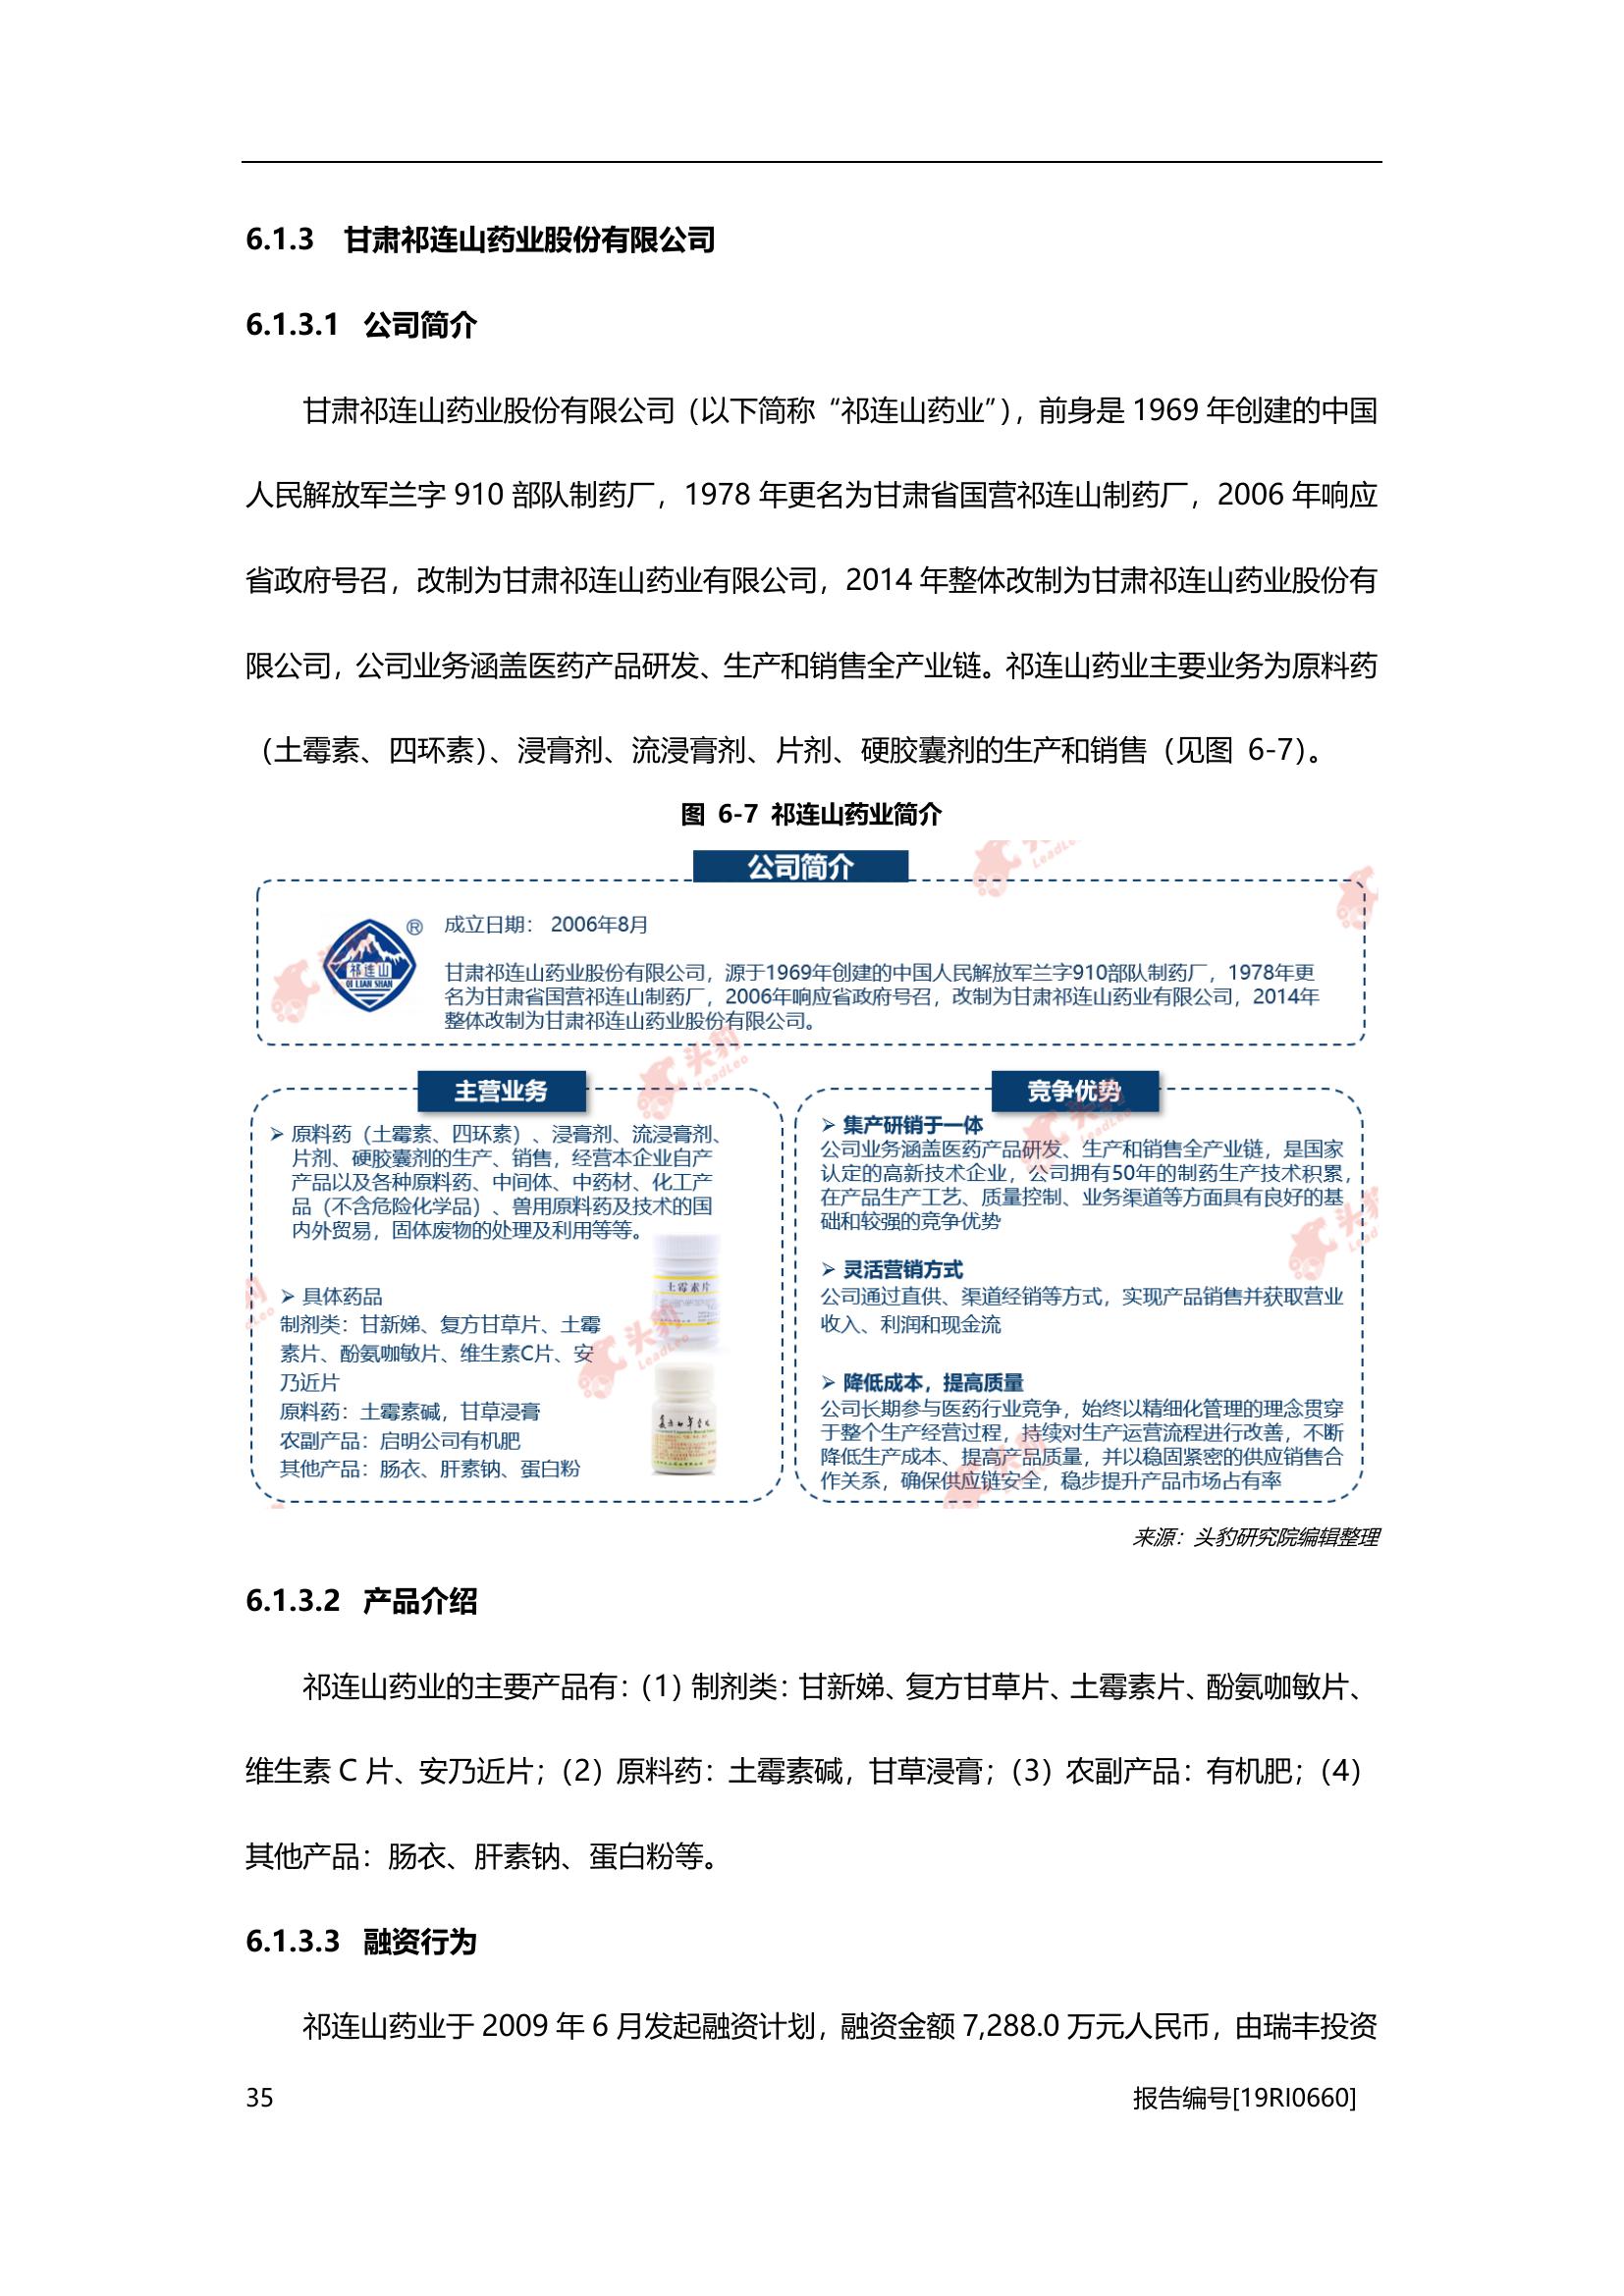 6.1.3 甘肃祁连山药业股份有限公司
6.1.3.1 公司简介
甘肃祁连山药业股份有限公司（以下简称“祁连山药业”），前身是 1969 年创建的中国
人民解放军兰字 910 部队制药厂，1978 年更名为甘肃省国营祁连山制药厂，2006 年响应
省政府号召，改制为甘肃祁连山药业有限公司，2014 年整体改制为甘肃祁连山药业股份有
限公司，公司业务涵盖医药产品研发、生产和销售全产业链。祁连山药业主要业务为原料药
（土霉素、四环素）、浸膏剂、流浸膏剂、片剂、硬胶囊剂的生产和销售（见图 6-7）。
图 6-7 祁连山药业简介
公司简介
祁连山
QI LIAN SHAN
®
成立日期： 2006年8月
甘肃祁连山药业股份有限公司，源于1969年创建的中国人民解放军兰字910部队制药厂，1978年更
名为甘肃省国营祁连山制药厂，2006年响应省政府号召，改制为甘肃祁连山药业有限公司，2014年
整体改制为甘肃祁连山药业股份有限公司。
头豹
LeadLeo
主营业务
➢ 原料药（土霉素、四环素）、浸膏剂、流浸膏剂、
片剂、硬胶囊剂的生产、销售，经营本企业自产
产品以及各种原料药、中间体、中药材、化工产
品（不含危险化学品）、兽用原料药及技术的国
内外贸易，固体废物的处理及利用等等。
土霉素片
➢ 具体药品
制剂类：甘新娣、复方甘草片、土霉
素片、酚氨咖敏片、维生素C片、安
乃近片
原料药：土霉素碱，甘草浸膏
农副产品：启明公司有机肥
其他产品：肠衣、肝素钠、蛋白粉
头豹
LeadLeo
竞争优势
➢ 集产研销于一体
公司业务涵盖医药产品研发、生产和销售全产业链，是国家
认定的高新技术企业，公司拥有50年的制药生产技术积累，
在产品生产工艺、质量控制、业务渠道等方面具有良好的基
础和较强的竞争优势
➢ 灵活营销方式
公司通过直供、渠道经销等方式，实现产品销售并获取营业
收入、利润和现金流
➢ 降低成本，提高质量
公司长期参与医药行业竞争，始终以精细化管理的理念贯穿
于整个生产经营过程，持续对生产运营流程进行改善，不断
降低生产成本、提高产品质量，并以稳固紧密的供应销售合
作关系，确保供应链安全，稳步提升产品市场占有率
来源：头豹研究院编辑整理
6.1.3.2 产品介绍
祁连山药业的主要产品有：（1）制剂类：甘新娣、复方甘草片、土霉素片、酚氨咖敏片、
维生素 C 片、安乃近片；（2）原料药：土霉素碱，甘草浸膏；（3）农副产品：有机肥；（4）
其他产品：肠衣、肝素钠、蛋白粉等。
6.1.3.3 融资行为
祁连山药业于 2009 年 6 月发起融资计划，融资金额 7,288.0 万元人民币，由瑞丰投资
35
报告编号[19RI0660]